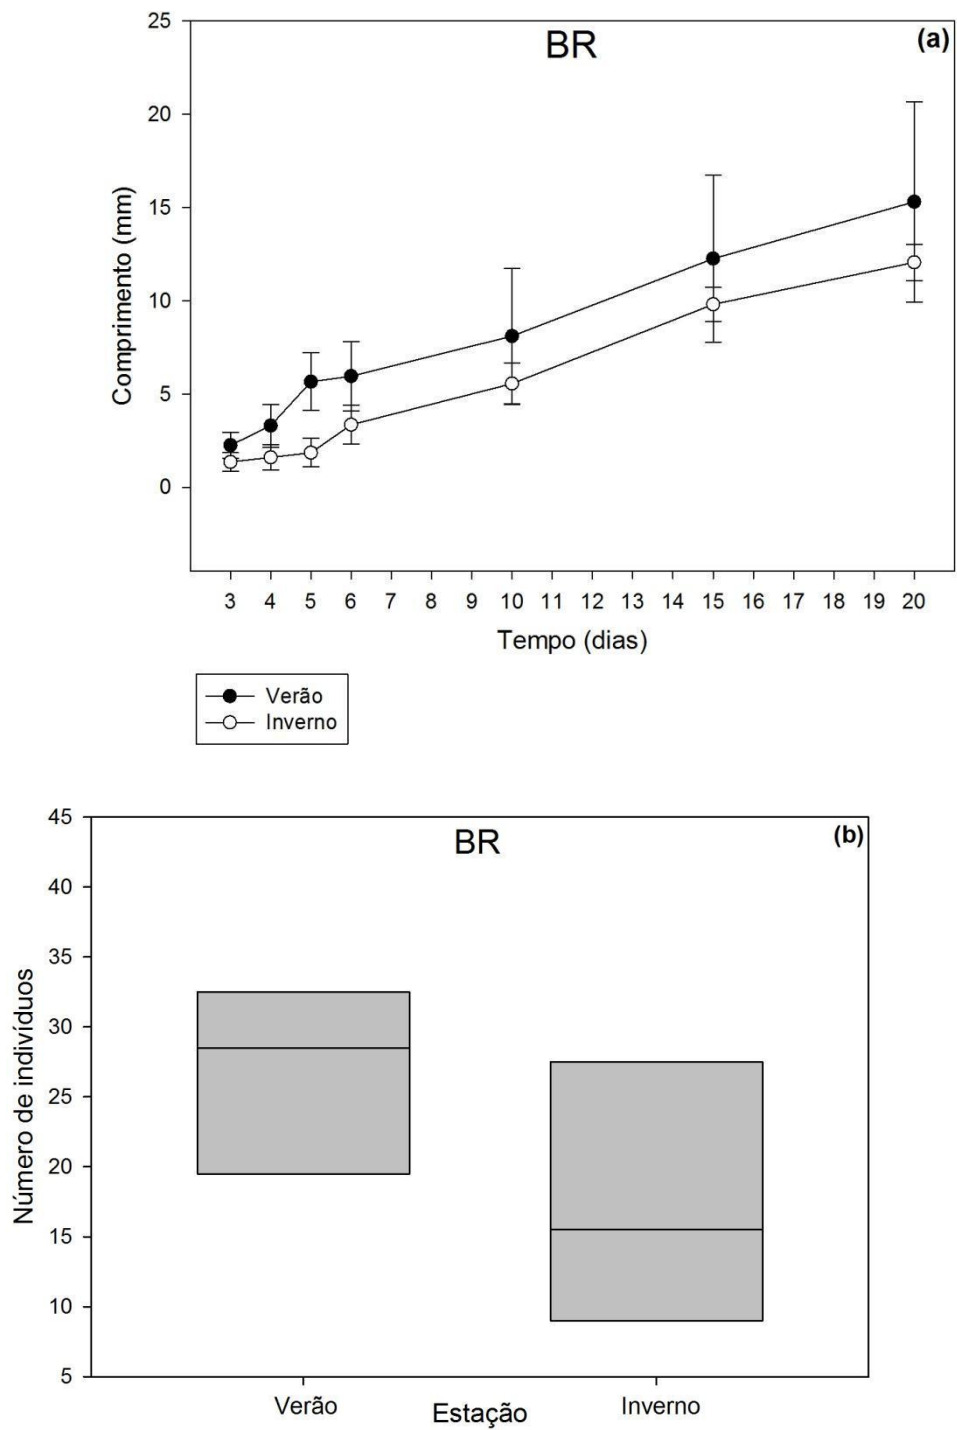 BR
(a)
25
20
15
10
5
0
Comprimento (mm)
3 4 5 6 7 8 9 10 11 12 13 14 15 16 17 18 19 20
Tempo (dias)
Verão
Inverno
BR
(b)
45
40
35
30
25
20
15
10
5
Número de indivíduos
Verão
Inverno
Estação